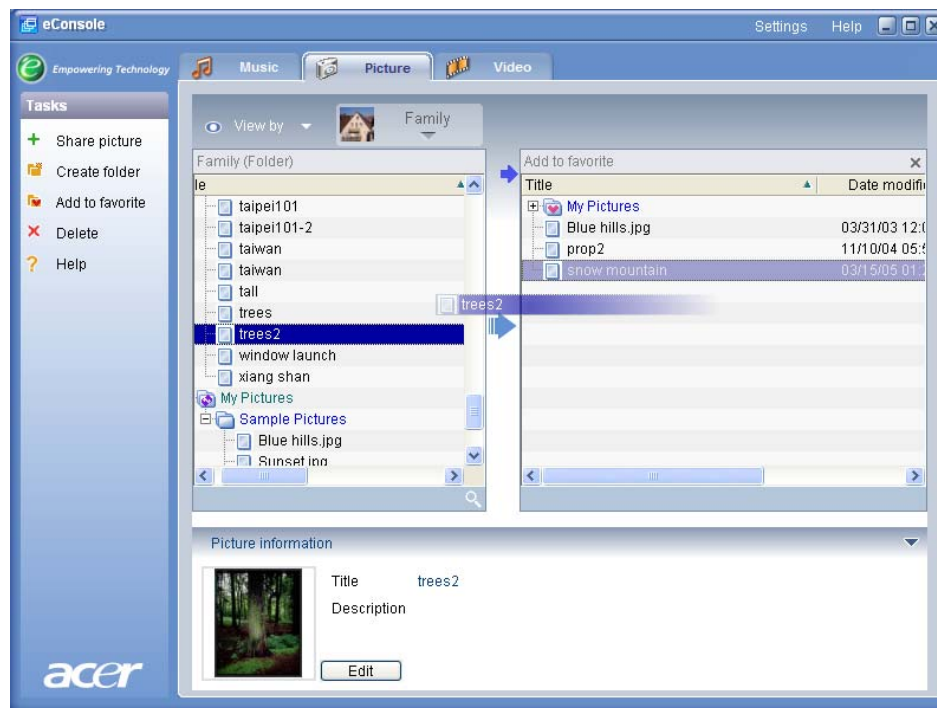 eConsole
Settings Help
Empowering Technology
Music
Picture
Video
Tasks
Share picture
Create folder
Add to favorite
Delete
Help
View by
Family
Family (Folder)
le
taipei101
taipei101-2
taiwan
taiwan
tall
trees
trees2
window launch
xiang shan
My Pictures
Sample Pictures
Blue hills.jpg
Sunset.jpg
trees2
Add to favorite
Title Date modifi
My Pictures
Blue hills.jpg 03/31/03 12:0
prop2 11/10/04 05:5
snow mountain 03/15/05 01:2
Picture information
Title trees2
Description
Edit
acer